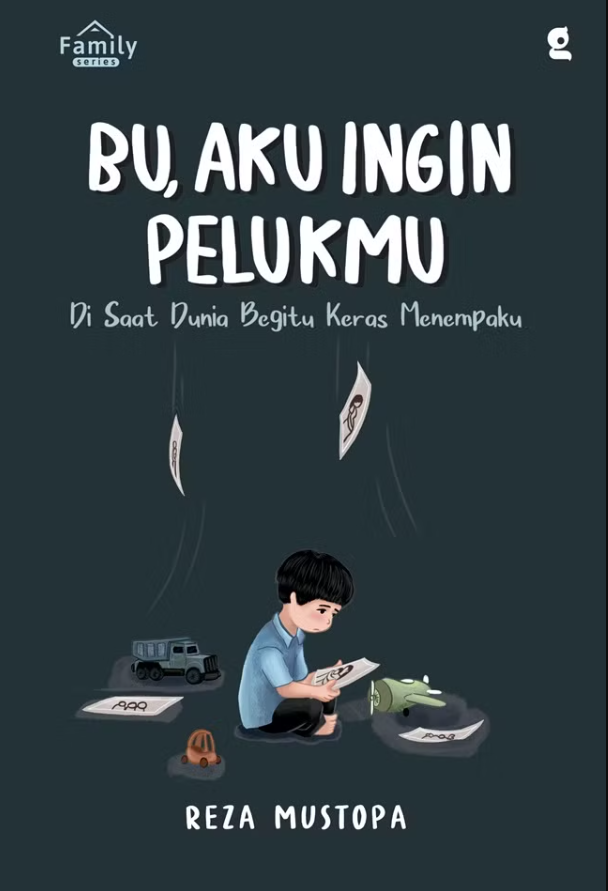 Family
series
g
BU, AKU INGIN
PELUKMU
Di Saat Dunia Begitu Keras Menempaku
REZA MUSTOPA